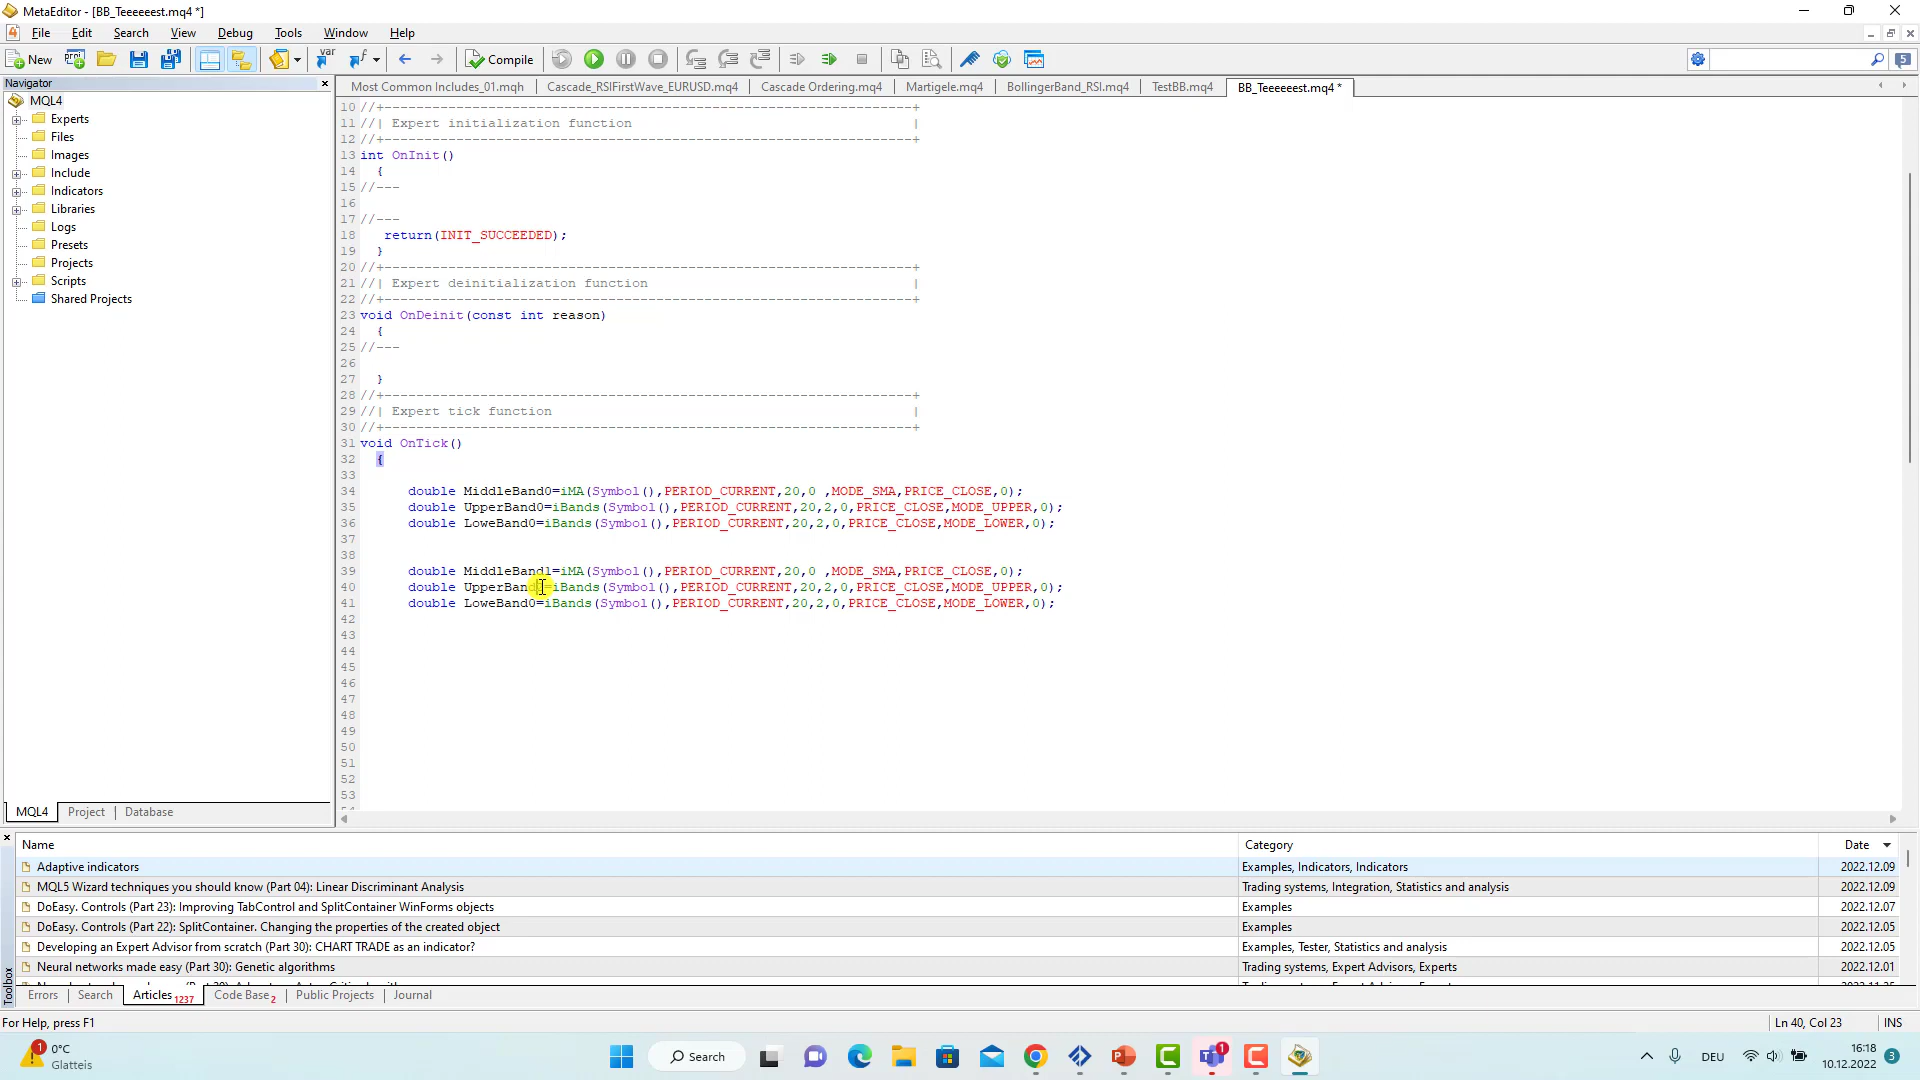 MetaEditor - [BB_Teeeeeest.mq4 *]
File Edit Search View Debug Tools Window Help
New Compile 5
Navigator
MQL4
Experts
Files
Images
Include
Indicators
Libraries
Logs
Presets
Projects
Scripts
Shared Projects
MQL4 Project Database
Most Common Includes_01.mqh Cascade_RSIFirstWave_EURUSD.mq4 Cascade Ordering.mq4 Martigele.mq4 BollingerBand_RSI.mq4 TestBB.mq4 BB_Teeeeeest.mq4 *
10 //+------------------------------------------------------------------+
11 //| Expert initialization function |
12 //+------------------------------------------------------------------+
13 int OnInit()
14 {
15 //---
16
17 //---
18 return(INIT_SUCCEEDED);
19 }
20 //+------------------------------------------------------------------+
21 //| Expert deinitialization function |
22 //+------------------------------------------------------------------+
23 void OnDeinit(const int reason)
24 {
25 //---
26
27 }
28 //+------------------------------------------------------------------+
29 //| Expert tick function |
30 //+------------------------------------------------------------------+
31 void OnTick()
32 {
33
34 double MiddleBand0=iMA(Symbol(),PERIOD_CURRENT,20,0 ,MODE_SMA,PRICE_CLOSE,0);
35 double UpperBand0=iBands(Symbol(),PERIOD_CURRENT,20,2,0,PRICE_CLOSE,MODE_UPPER,0);
36 double LoweBand0=iBands(Symbol(),PERIOD_CURRENT,20,2,0,PRICE_CLOSE,MODE_LOWER,0);
37
38
39 double MiddleBand1=iMA(Symbol(),PERIOD_CURRENT,20,0 ,MODE_SMA,PRICE_CLOSE,0);
40 double UpperBand0=iBands(Symbol(),PERIOD_CURRENT,20,2,0,PRICE_CLOSE,MODE_UPPER,0);
41 double LoweBand0=iBands(Symbol(),PERIOD_CURRENT,20,2,0,PRICE_CLOSE,MODE_LOWER,0);
42
43
44
45
46
47
48
49
50
51
52
53
Name Category Date
Adaptive indicators Examples, Indicators, Indicators 2022.12.09
MQL5 Wizard techniques you should know (Part 04): Linear Discriminant Analysis Trading systems, Integration, Statistics and analysis 2022.12.09
DoEasy. Controls (Part 23): Improving TabControl and SplitContainer WinForms objects Examples 2022.12.07
DoEasy. Controls (Part 22): SplitContainer. Changing the properties of the created object Examples 2022.12.05
Developing an Expert Advisor from scratch (Part 30): CHART TRADE as an indicator? Examples, Tester, Statistics and analysis 2022.12.05
Neural networks made easy (Part 30): Genetic algorithms Trading systems, Expert Advisors, Experts 2022.12.01
Toolbox
Errors Search Articles 1237 Code Base 2 Public Projects Journal
For Help, press F1 Ln 40, Col 23 INS
1 0°C
Glatteis
Search
1
DEU
16:18
10.12.2022
3